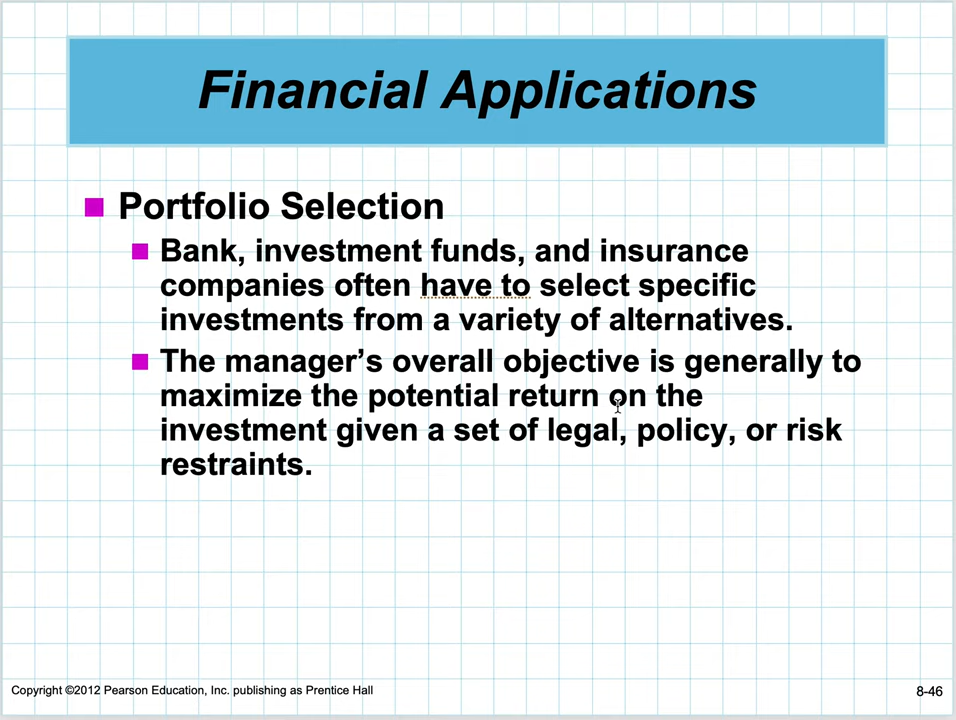 Financial Applications
Portfolio Selection
Bank, investment funds, and insurance
companies often have to select specific
investments from a variety of alternatives.
The manager’s overall objective is generally to
maximize the potential return on the
investment given a set of legal, policy, or risk
restraints.
Copyright ©2012 Pearson Education, Inc. publishing as Prentice Hall
8-46